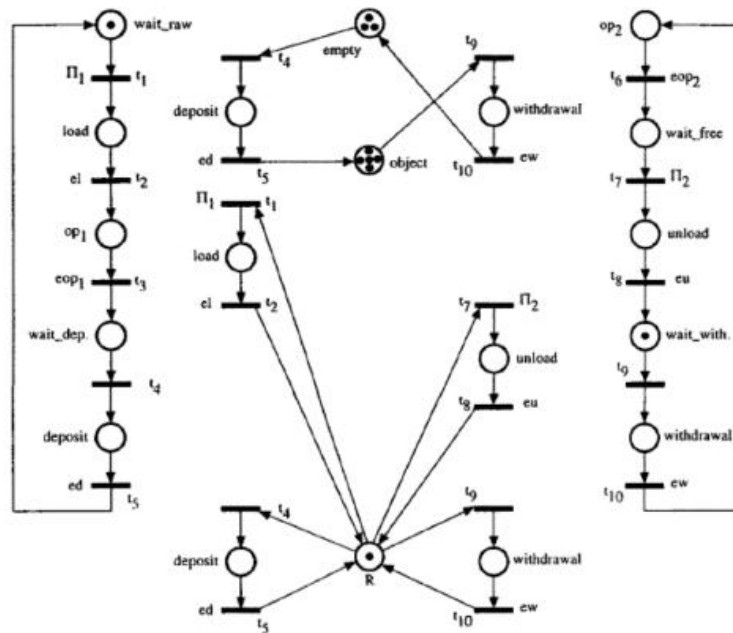 wait_raw
Π1 t1
load
el t2
op1
eop1 t3
wait_dep.
t4
deposit
ed t5
t4 empty t9
deposit withdrawal
ed t5 object t10 ew
Π1 t1
load
el t2
t7 Π2
unload
t8 eu
t4 t9
deposit R withdrawal
ed t5 t10 ew
op2
t6 eop2
wait_free
t7 Π2
unload
t8 eu
wait_with.
t9
withdrawal
t10 ew